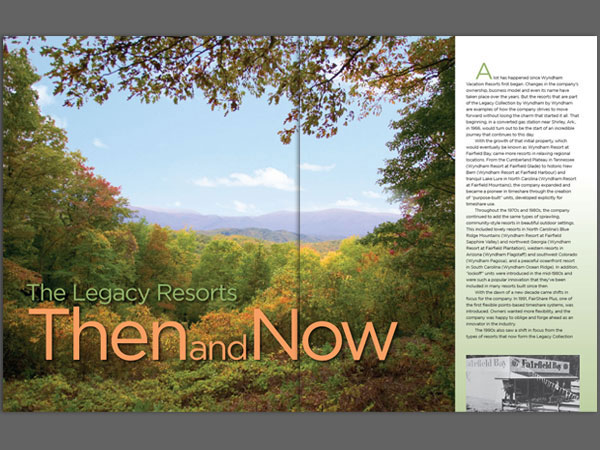 The Legacy Resorts
Then and Now
A lot has happened since Wyndham
Vacation Resorts first began. Changes in the company's
ownership, business model and even its name have
taken place over the years. But the resorts that are part
of the Legacy Collection by Wyndham by Wyndham
are examples of how the company strives to move
forward without losing the charm that started it all. That
beginning, in a converted gas station near Shirley, Ark.,
in 1968, would turn out to be the start of an incredible
journey that continues to this day.
With the growth of that initial property, which
would eventually be known as Wyndham Resort at
Fairfield Bay, came more resorts in relaxing regional
locations. From the Cumberland Plateau in Tennessee
(Wyndham Resort at Fairfield Glade) to historic New
Bern (Wyndham Resort at Fairfield Harbour) and
tranquil Lake Lure in North Carolina (Wyndham Resort
at Fairfield Mountains), the company expanded and
became a pioneer in timeshare through the creation
of "purpose-built" units, developed explicitly for
timeshare use.
Throughout the 1970s and 1980s, the company
continued to add the same types of sprawling,
community-style resorts in beautiful outdoor settings.
This included lovely resorts in North Carolina's Blue
Ridge Mountains (Wyndham Resort at Fairfield
Sapphire Valley) and northwest Georgia (Wyndham
Resort at Fairfield Plantation), western resorts in
Arizona (Wyndham Flagstaff) and southwest Colorado
(Wyndham Pagosa), and a peaceful oceanfront resort
in South Carolina (Wyndham Ocean Ridge). In addition,
"lockoff" units were introduced in the mid-1980s and
were such a popular innovation that they've been
included in many resorts built since then.
With the dawn of a new decade came shifts in
focus for the company. In 1991, FairShare Plus, one of
the first flexible points-based timeshare systems, was
introduced. Owners wanted more flexibility, and the
company was happy to oblige and forge ahead as an
innovator in the industry.
The 1990s also saw a shift in focus from the
types of resorts that now form the Legacy Collection
Fairfield Bay Fairfield Bay